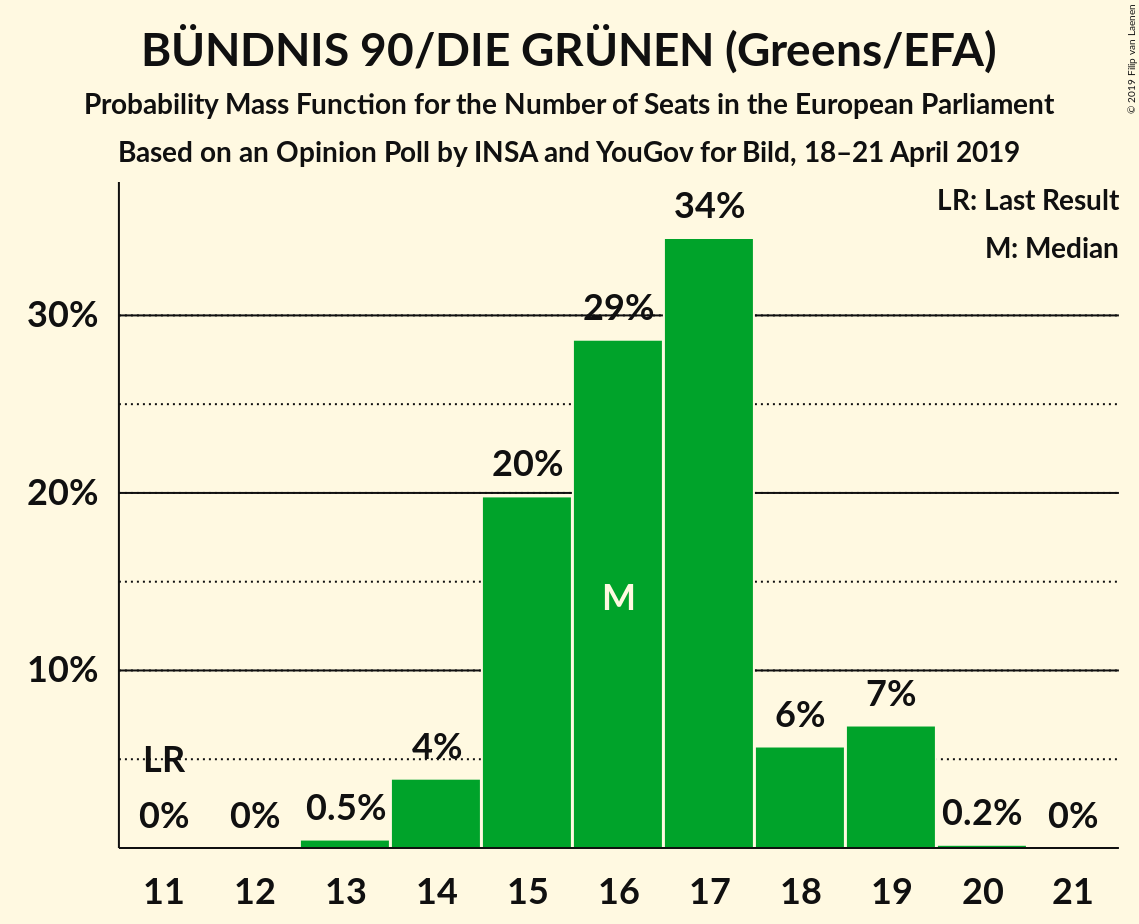 BÜNDNIS 90/DIE GRÜNEN (Greens/EFA)
Probability Mass Function for the Number of Seats in the European Parliament
Based on an Opinion Poll by INSA and YouGov for Bild, 18–21 April 2019
© 2019 Filip van Laenen
LR: Last Result
M: Median
34%
30%
29%
20%
20%
M
10%
7%
6%
4%
LR
0%
0%
0.5%
0.2%
0%
11 12 13 14 15 16 17 18 19 20 21